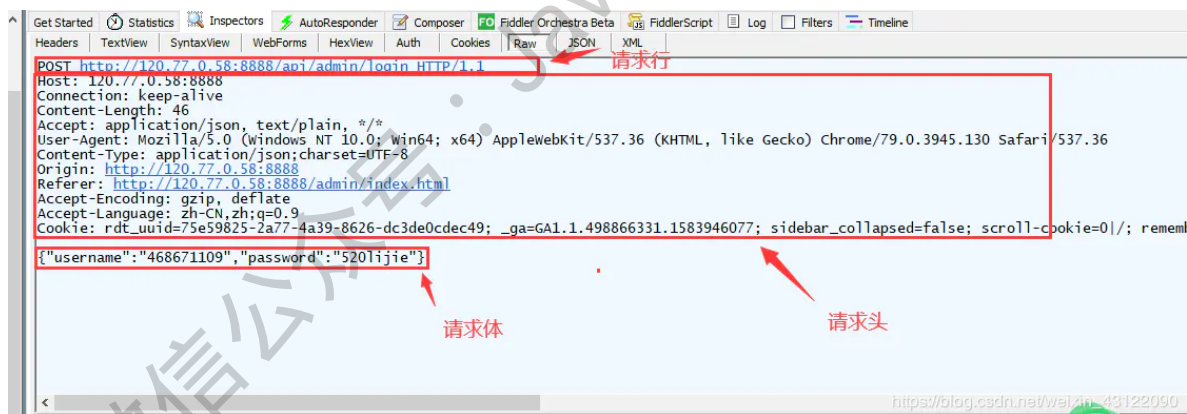 Get Started Statistics Inspectors AutoResponder Composer FO Fiddler Orchestra Beta FiddlerScript Log Filters Timeline
Headers TextView SyntaxView WebForms HexView Auth Cookies Raw JSON XML
POST http://120.77.0.58:8888/api/admin/login HTTP/1.1
请求行
Host: 120.77.0.58:8888
Connection: keep-alive
Content-Length: 46
Accept: application/json, text/plain, */*
User-Agent: Mozilla/5.0 (Windows NT 10.0; Win64; x64) AppleWebKit/537.36 (KHTML, like Gecko) Chrome/79.0.3945.130 Safari/537.36
Content-Type: application/json;charset=UTF-8
Origin: http://120.77.0.58:8888
Referer: http://120.77.0.58:8888/admin/index.html
Accept-Encoding: gzip, deflate
Accept-Language: zh-CN,zh;q=0.9
Cookie: rdt_uuid=75e59825-2a77-4a39-8626-dc3de0cdec49; _ga=GA1.1.498866331.1583946077; sidebar_collapsed=false; scroll-cookie=0|/; rememb
{"username":"468671109","password":"520lijie"}
请求体
请求头
信公众号:Jav
https://blog.csdn.net/weixin_43122090